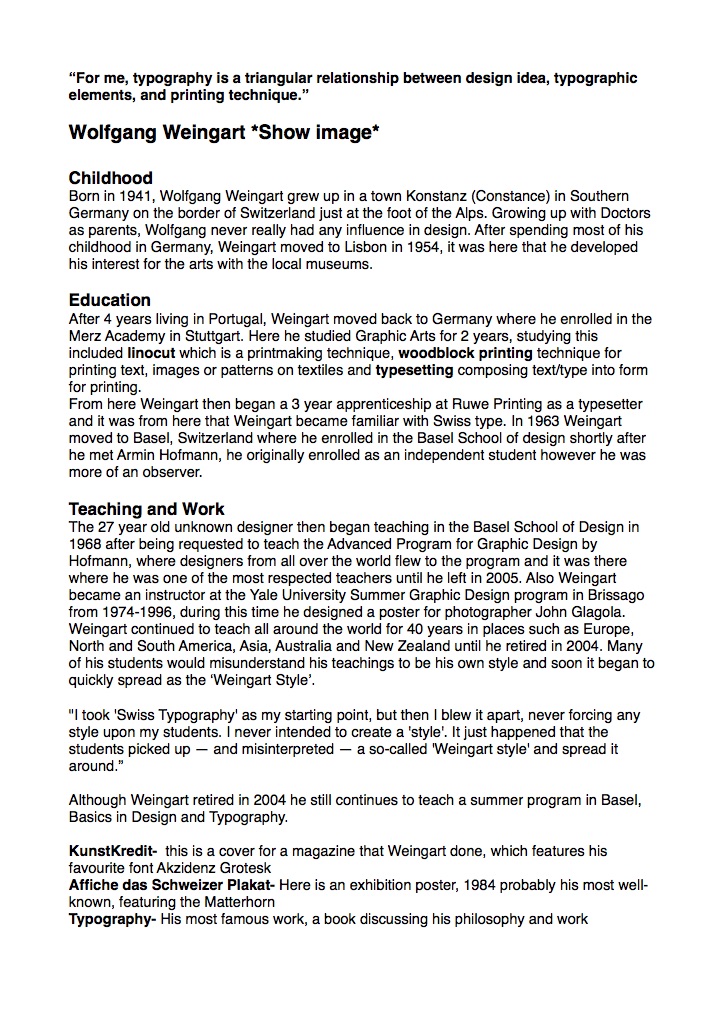 “For me, typography is a triangular relationship between design idea, typographic
elements, and printing technique.”
Wolfgang Weingart *Show image*
Childhood
Born in 1941, Wolfgang Weingart grew up in a town Konstanz (Constance) in Southern
Germany on the border of Switzerland just at the foot of the Alps. Growing up with Doctors
as parents, Wolfgang never really had any influence in design. After spending most of his
childhood in Germany, Weingart moved to Lisbon in 1954, it was here that he developed
his interest for the arts with the local museums.
Education
After 4 years living in Portugal, Weingart moved back to Germany where he enrolled in the
Merz Academy in Stuttgart. Here he studied Graphic Arts for 2 years, studying this
included linocut which is a printmaking technique, woodblock printing technique for
printing text, images or patterns on textiles and typesetting composing text/type into form
for printing.
From here Weingart then began a 3 year apprenticeship at Ruwe Printing as a typesetter
and it was from here that Weingart became familiar with Swiss type. In 1963 Weingart
moved to Basel, Switzerland where he enrolled in the Basel School of design shortly after
he met Armin Hofmann, he originally enrolled as an independent student however he was
more of an observer.
Teaching and Work
The 27 year old unknown designer then began teaching in the Basel School of Design in
1968 after being requested to teach the Advanced Program for Graphic Design by
Hofmann, where designers from all over the world flew to the program and it was there
where he was one of the most respected teachers until he left in 2005. Also Weingart
became an instructor at the Yale University Summer Graphic Design program in Brissago
from 1974-1996, during this time he designed a poster for photographer John Glagola.
Weingart continued to teach all around the world for 40 years in places such as Europe,
North and South America, Asia, Australia and New Zealand until he retired in 2004. Many
of his students would misunderstand his teachings to be his own style and soon it began to
quickly spread as the ‘Weingart Style’.
"I took 'Swiss Typography' as my starting point, but then I blew it apart, never forcing any
style upon my students. I never intended to create a 'style'. It just happened that the
students picked up — and misinterpreted — a so-called 'Weingart style' and spread it
around.”
Although Weingart retired in 2004 he still continues to teach a summer program in Basel,
Basics in Design and Typography.
KunstKredit- this is a cover for a magazine that Weingart done, which features his
favourite font Akzidenz Grotesk
Affiche das Schweizer Plakat- Here is an exhibition poster, 1984 probably his most well-
known, featuring the Matterhorn
Typography- His most famous work, a book discussing his philosophy and work